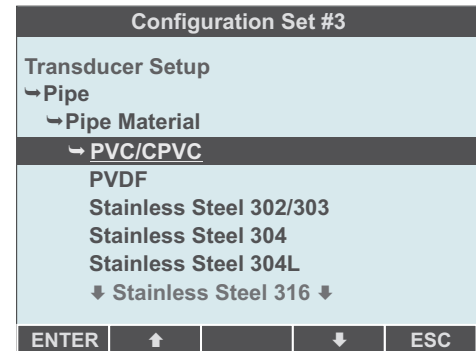 Configuration Set #3
Transducer Setup
➥Pipe
➥Pipe Material
➥ PVC/CPVC
PVDF
Stainless Steel 302/303
Stainless Steel 304
Stainless Steel 304L
⬇ Stainless Steel 316 ⬇
ENTER ⬆ ⬇ ESC